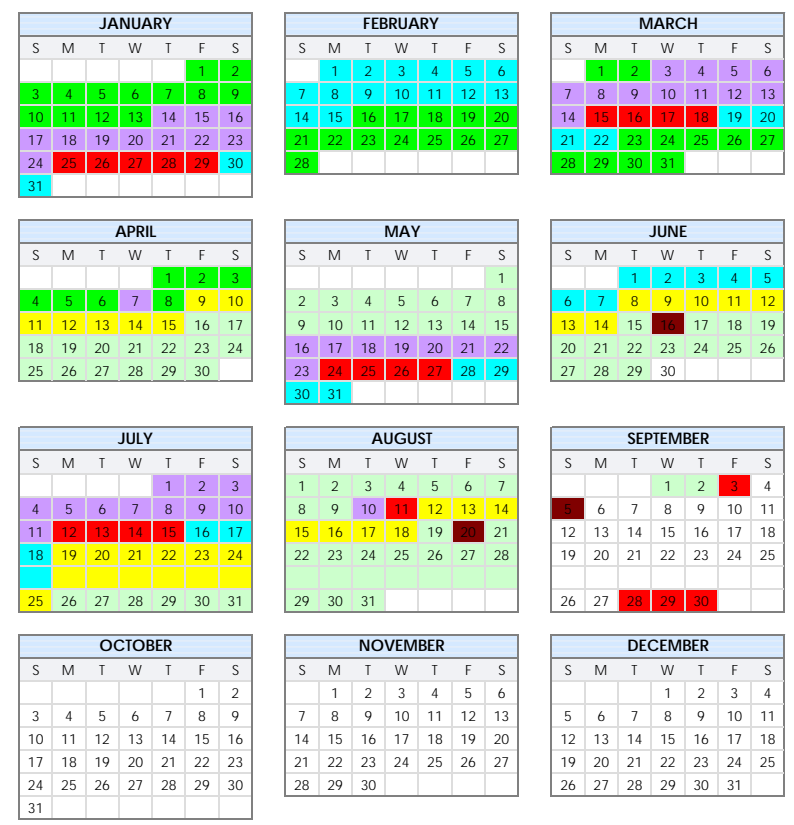 JANUARY
S M T W T F S
1 2
3 4 5 6 7 8 9
10 11 12 13 14 15 16
17 18 19 20 21 22 23
24 25 26 27 28 29 30
31
FEBRUARY
S M T W T F S
1 2 3 4 5 6
7 8 9 10 11 12 13
14 15 16 17 18 19 20
21 22 23 24 25 26 27
28
MARCH
S M T W T F S
1 2 3 4 5 6
7 8 9 10 11 12 13
14 15 16 17 18 19 20
21 22 23 24 25 26 27
28 29 30 31
APRIL
S M T W T F S
1 2 3
4 5 6 7 8 9 10
11 12 13 14 15 16 17
18 19 20 21 22 23 24
25 26 27 28 29 30
MAY
S M T W T F S
1
2 3 4 5 6 7 8
9 10 11 12 13 14 15
16 17 18 19 20 21 22
23 24 25 26 27 28 29
30 31
JUNE
S M T W T F S
1 2 3 4 5
6 7 8 9 10 11 12
13 14 15 16 17 18 19
20 21 22 23 24 25 26
27 28 29 30
JULY
S M T W T F S
1 2 3
4 5 6 7 8 9 10
11 12 13 14 15 16 17
18 19 20 21 22 23 24
25 26 27 28 29 30 31
AUGUST
S M T W T F S
1 2 3 4 5 6 7
8 9 10 11 12 13 14
15 16 17 18 19 20 21
22 23 24 25 26 27 28
29 30 31
SEPTEMBER
S M T W T F S
1 2 3 4
5 6 7 8 9 10 11
12 13 14 15 16 17 18
19 20 21 22 23 24 25
26 27 28 29 30
OCTOBER
S M T W T F S
1 2
3 4 5 6 7 8 9
10 11 12 13 14 15 16
17 18 19 20 21 22 23
24 25 26 27 28 29 30
31
NOVEMBER
S M T W T F S
1 2 3 4 5 6
7 8 9 10 11 12 13
14 15 16 17 18 19 20
21 22 23 24 25 26 27
28 29 30
DECEMBER
S M T W T F S
1 2 3 4
5 6 7 8 9 10 11
12 13 14 15 16 17 18
19 20 21 22 23 24 25
26 27 28 29 30 31